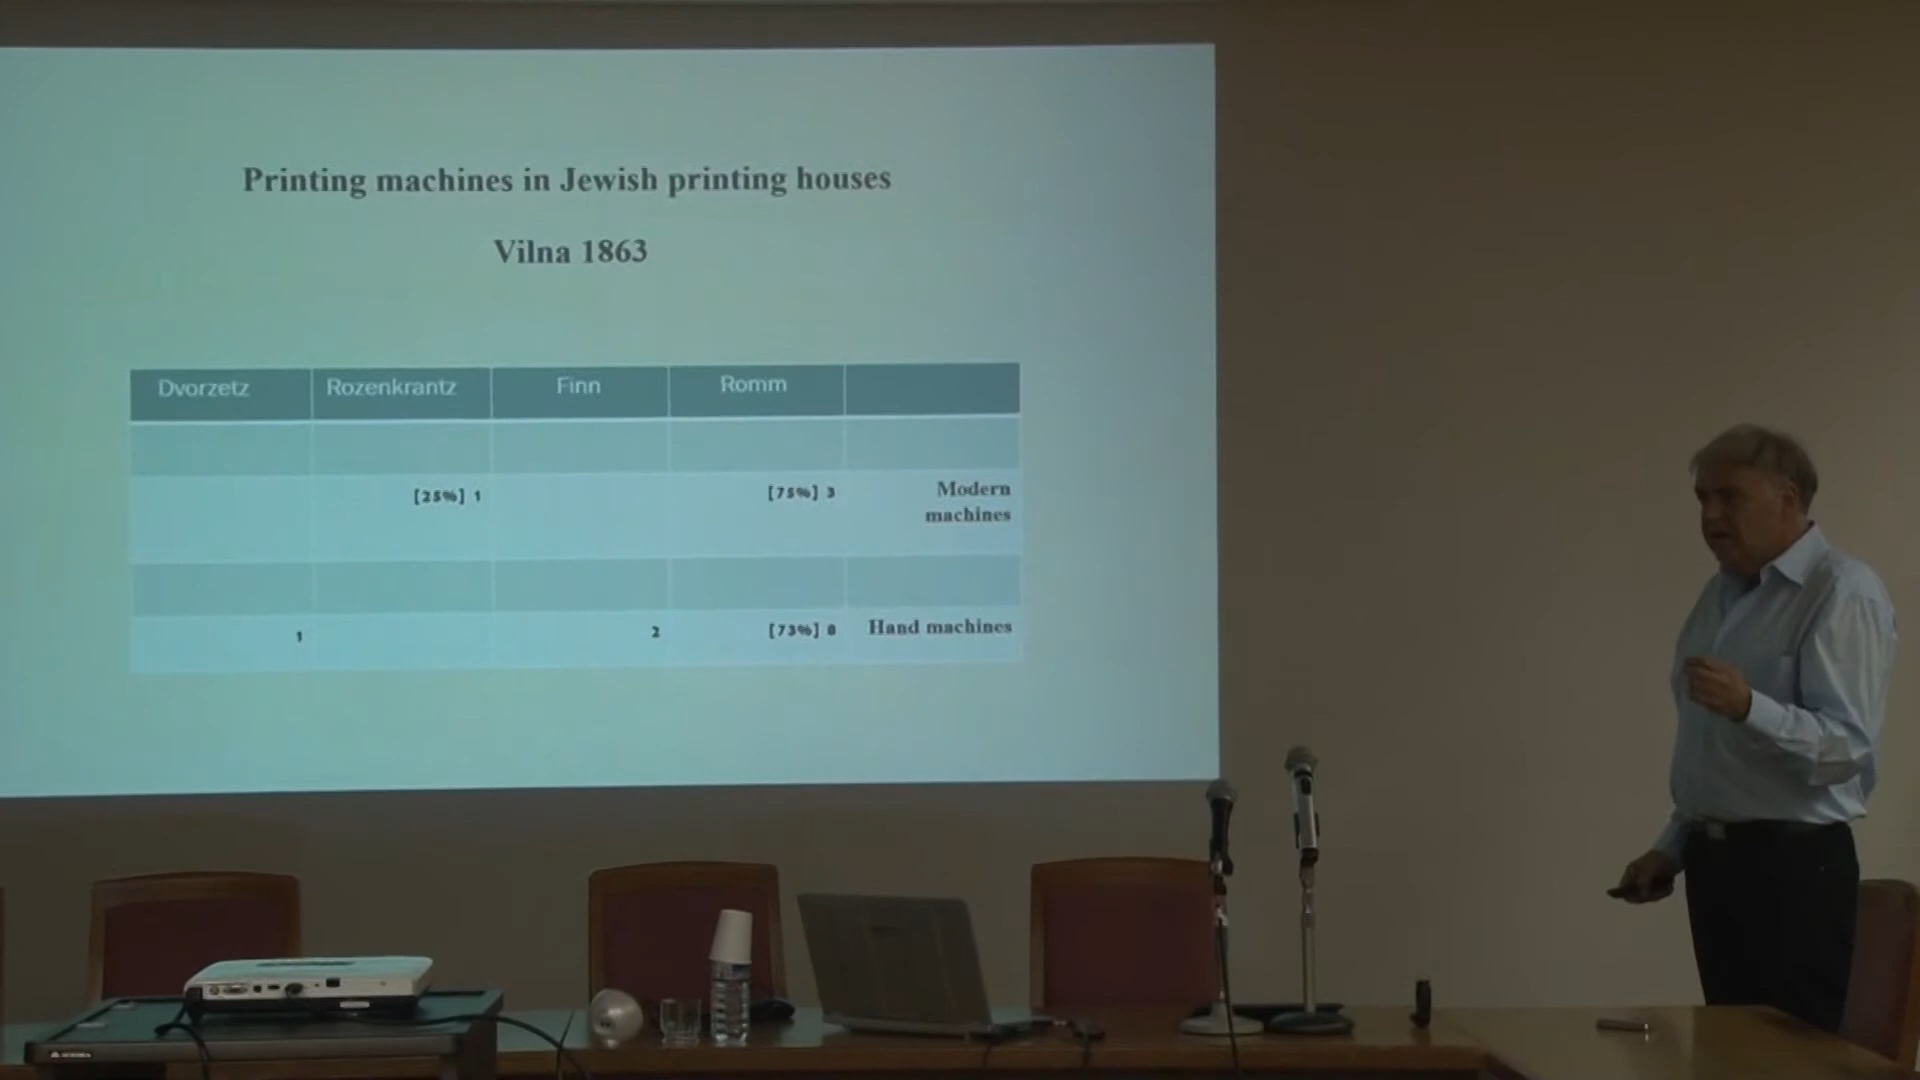 Printing machines in Jewish printing houses
Vilna 1863
Dvorzetz Rozenkrantz Finn Romm
[25%] 1 [75%] 3 Modern
machines
1 2 [73%] 8 Hand machines